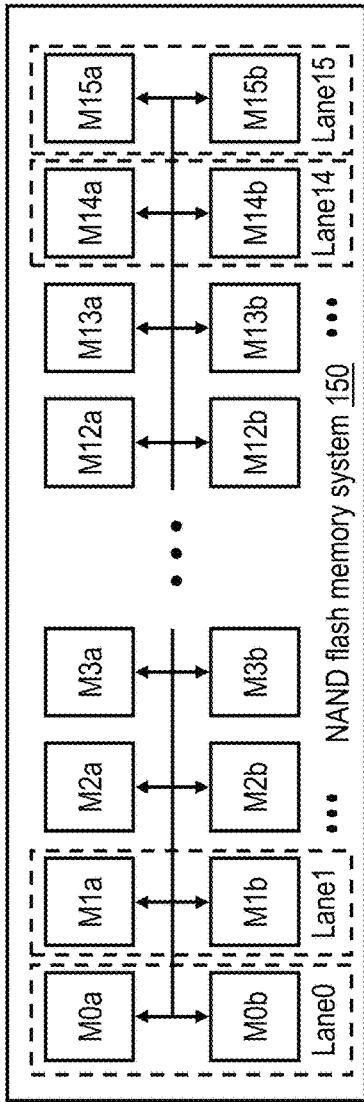 M0a M1a M2a M3a ••• M12a M13a M14a M15a
M0b M1b M2b M3b M12b M13b M14b M15b
Lane0 Lane1 ••• ••• Lane14 Lane15
NAND flash memory system 150